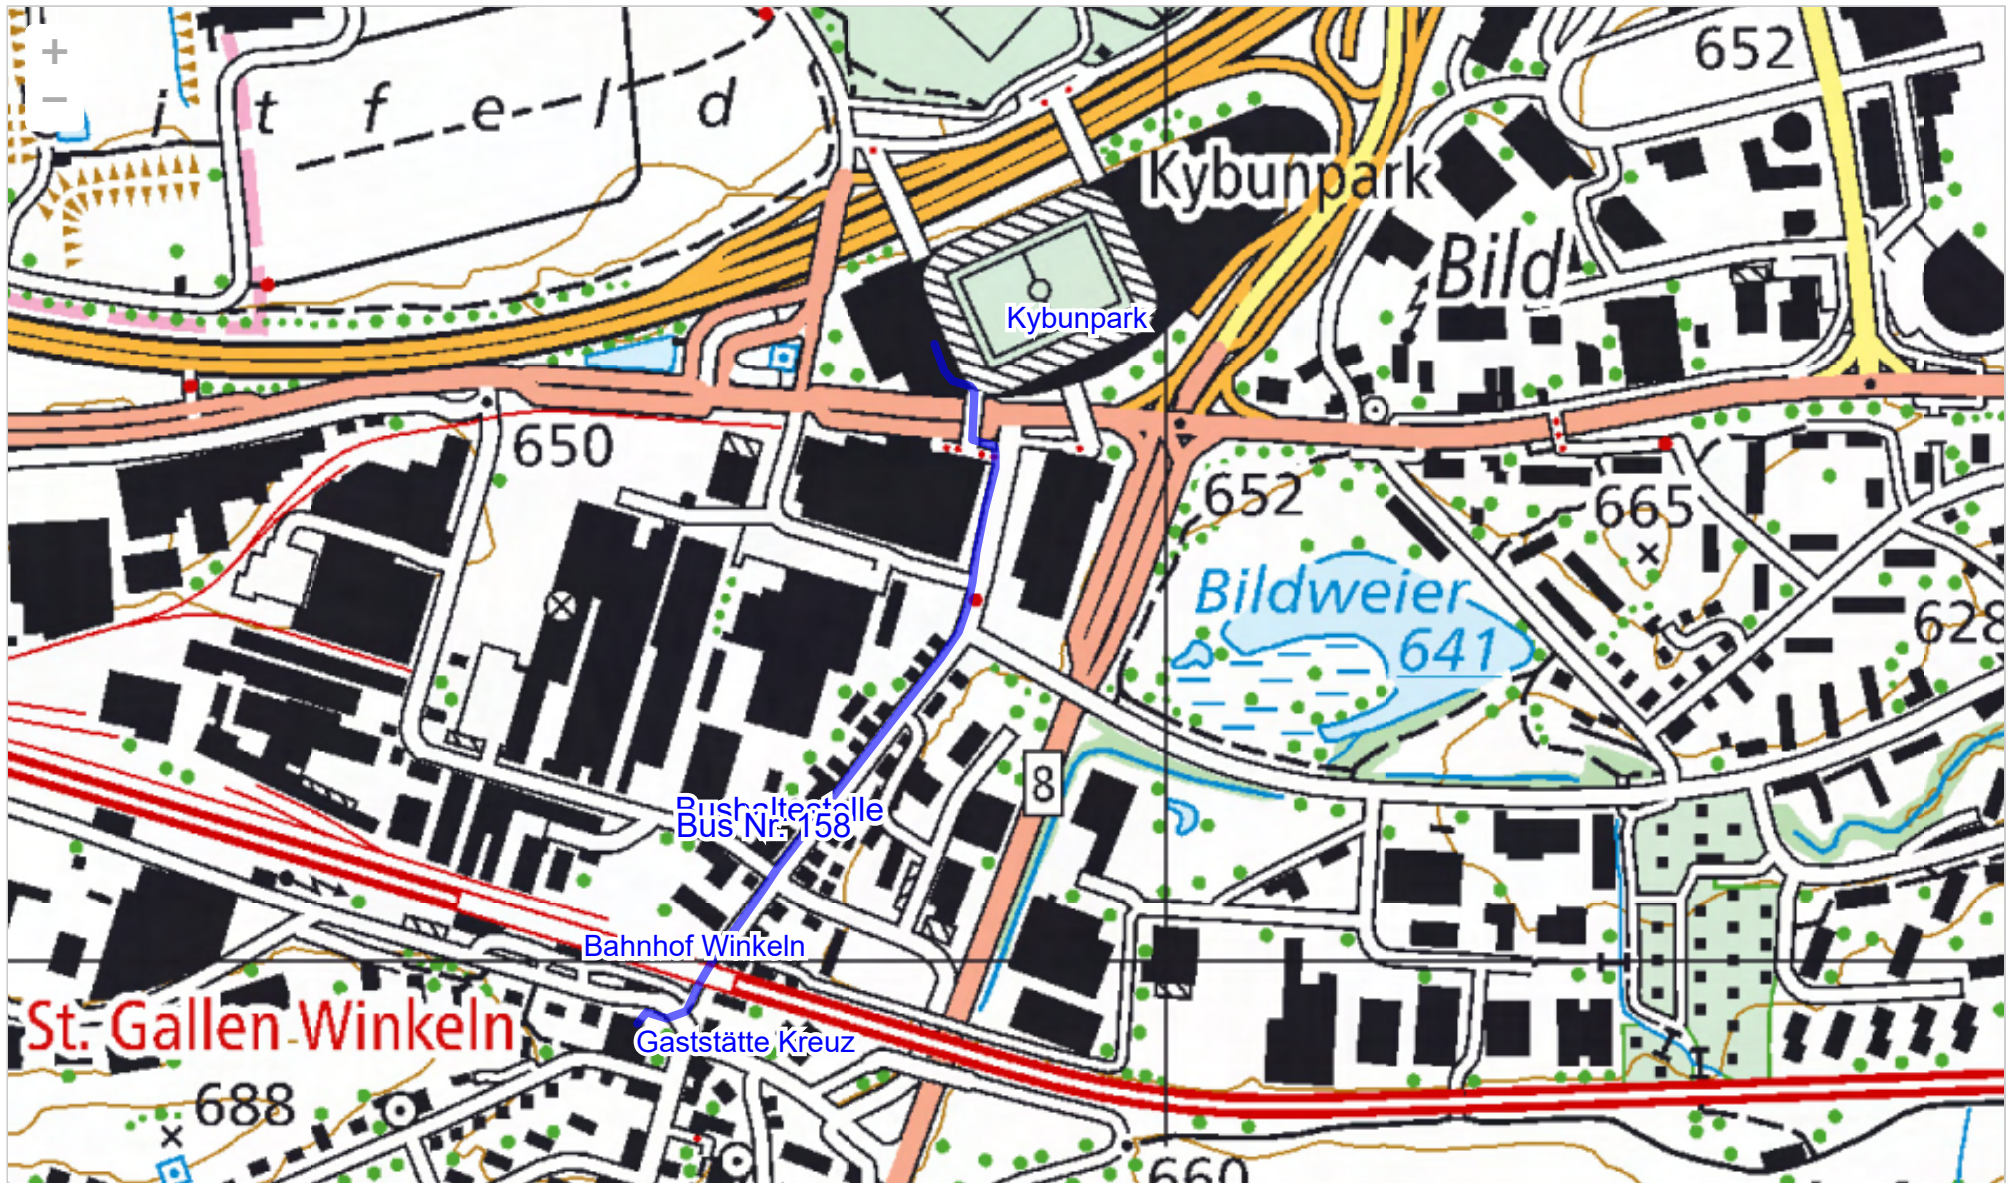 +
−
i t f e l d
652
Kybunpark
Bild
Kybunpark
650
652
665
Bildweier
641
628
8
Bushaltestelle
Bus Nr. 158
Bahnhof Winkeln
St. Gallen Winkeln
Gaststätte Kreuz
688
660